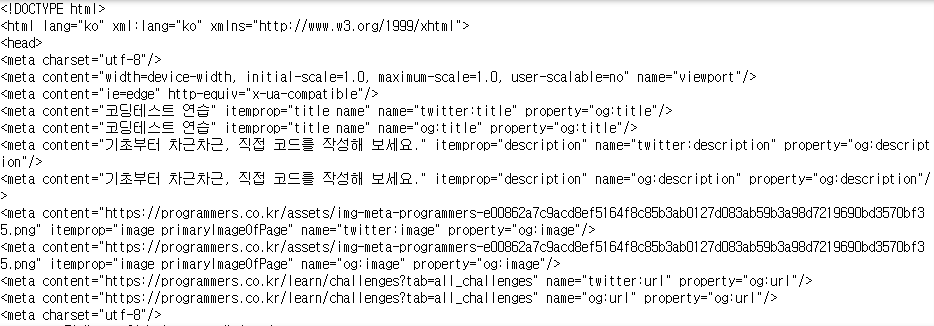 <!DOCTYPE html>
<html lang="ko" xml:lang="ko" xmlns="http://www.w3.org/1999/xhtml">
<head>
<meta charset="utf-8"/>
<meta content="width=device-width, initial-scale=1.0, maximum-scale=1.0, user-scalable=no" name="viewport"/>
<meta content="ie=edge" http-equiv="x-ua-compatible"/>
<meta content="코딩테스트 연습" itemprop="title name" name="twitter:title" property="og:title"/>
<meta content="코딩테스트 연습" itemprop="title name" name="og:title" property="og:title"/>
<meta content="기초부터 차근차근, 직접 코드를 작성해 보세요." itemprop="description" name="twitter:description" property="og:descript
ion"/>
<meta content="기초부터 차근차근, 직접 코드를 작성해 보세요." itemprop="description" name="og:description" property="og:description"/
>
<meta content="https://programmers.co.kr/assets/img-meta-programmers-e00862a7c9acd8ef5164f8c85b3ab0127d083ab59b3a98d7219690bd3570bf3
5.png" itemprop="image primaryImageOfPage" name="twitter:image" property="og:image"/>
<meta content="https://programmers.co.kr/assets/img-meta-programmers-e00862a7c9acd8ef5164f8c85b3ab0127d083ab59b3a98d7219690bd3570bf3
5.png" itemprop="image primaryImageOfPage" name="og:image" property="og:image"/>
<meta content="https://programmers.co.kr/learn/challenges?tab=all_challenges" name="twitter:url" property="og:url"/>
<meta content="https://programmers.co.kr/learn/challenges?tab=all_challenges" name="og:url" property="og:url"/>
<meta charset="utf-8"/>